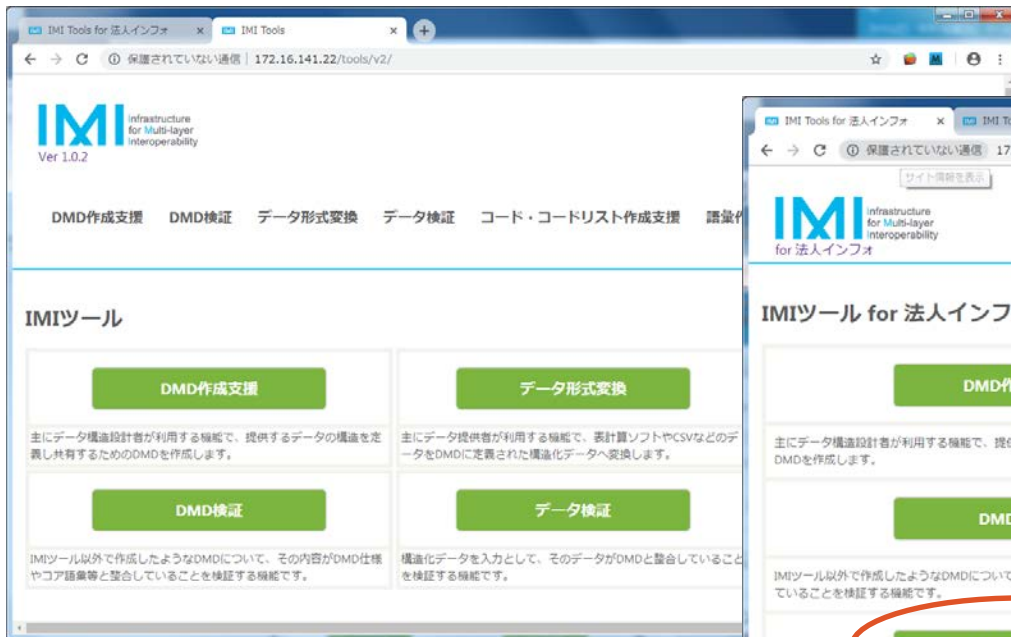 IMI Tools for 法人インフォ
IMI Tools
保護されていない通信
172.16.141.22/tools/v2/
IMI
Infrastructure
for Multi-layer
Interoperability
Ver 1.0.2
DMD作成支援 DMD検証 データ形式変換 データ検証 コード・コードリスト作成支援 語彙
IMIツール
DMD作成支援
データ形式変換
主にデータ構造設計者が利用する機能で、提供するデータの構造を定
義し共有するためのDMDを作成します。
主にデータ提供者が利用する機能で、表計算ソフトやCSVなどのデ
ータをDMDに定義された構造化データへ変換します。
DMD検証
データ検証
IMIツール以外で作成したようなDMDについて、その内容がDMD仕様
やコア語彙等と整合していることを検証する機能です。
構造化データを入力として、そのデータがDMDと整合していること
を検証する機能です。
IMI Tools for 法人インフォ
IMI To
保護されていない通信
17
サイト情報を表示
IMI
Infrastructure
for Multi-layer
Interoperability
for 法人インフォ
IMIツール for 法人インフ
DMD
主にデータ構造設計者が利用する機能で、提
DMDを作成します。
DMD
IMIツール以外で作成したようなDMDについて
ていることを検証する機能です。